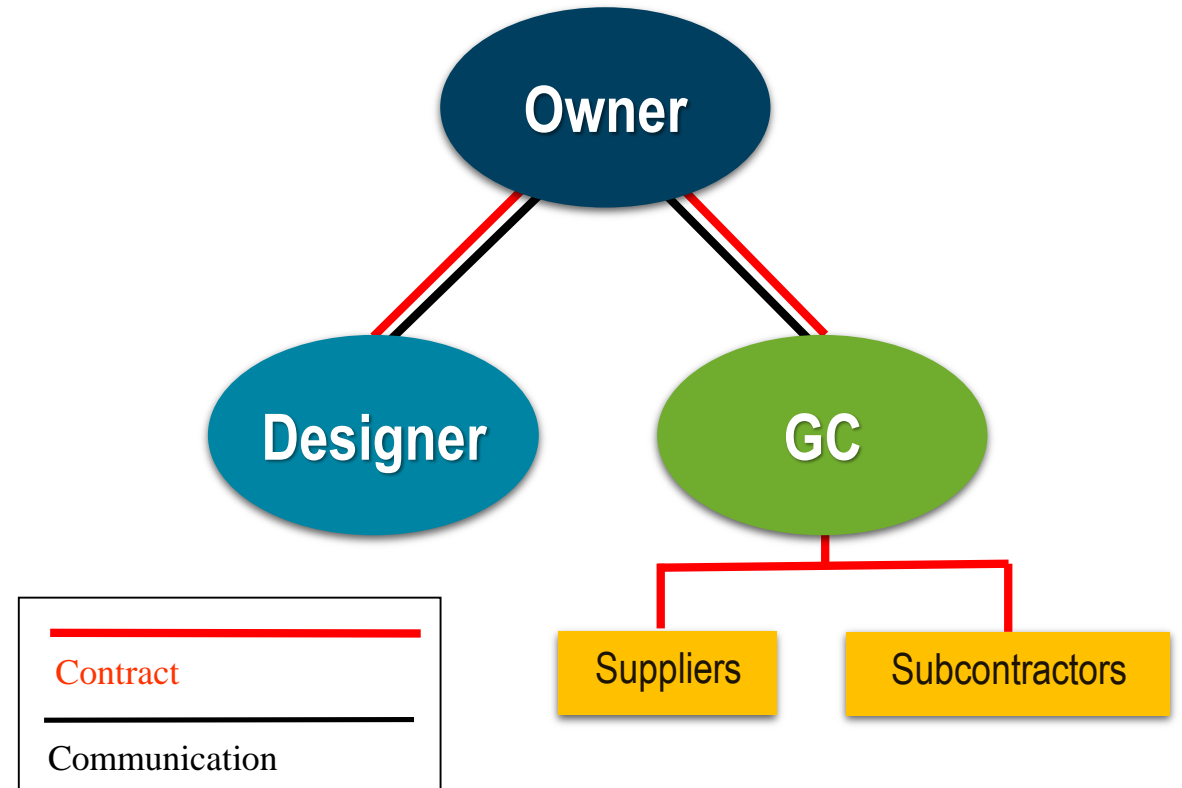 Owner
Designer
GC
Suppliers
Subcontractors
Contract
Communication